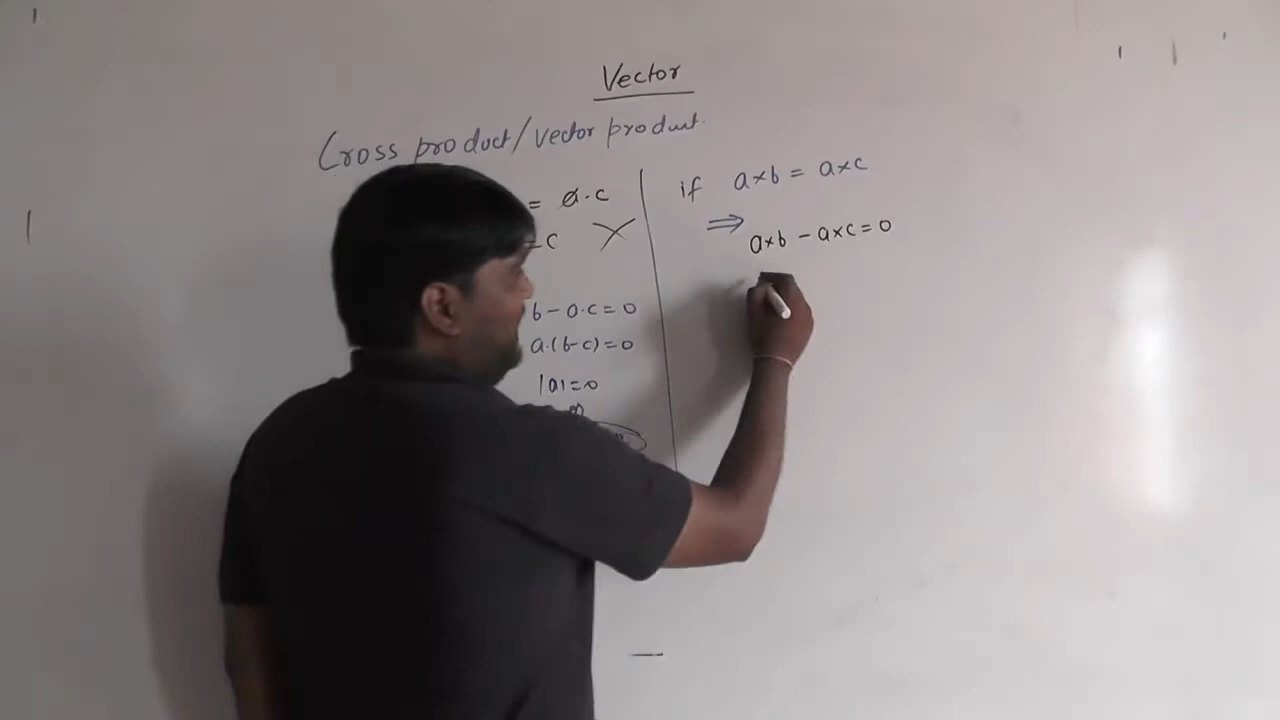 Vector
Cross product/vector product.
= a.c
=c
b - a.c = 0
a.(b-c) = 0
|a| = 0
if a×b = a×c
⇒ a×b - a×c = 0